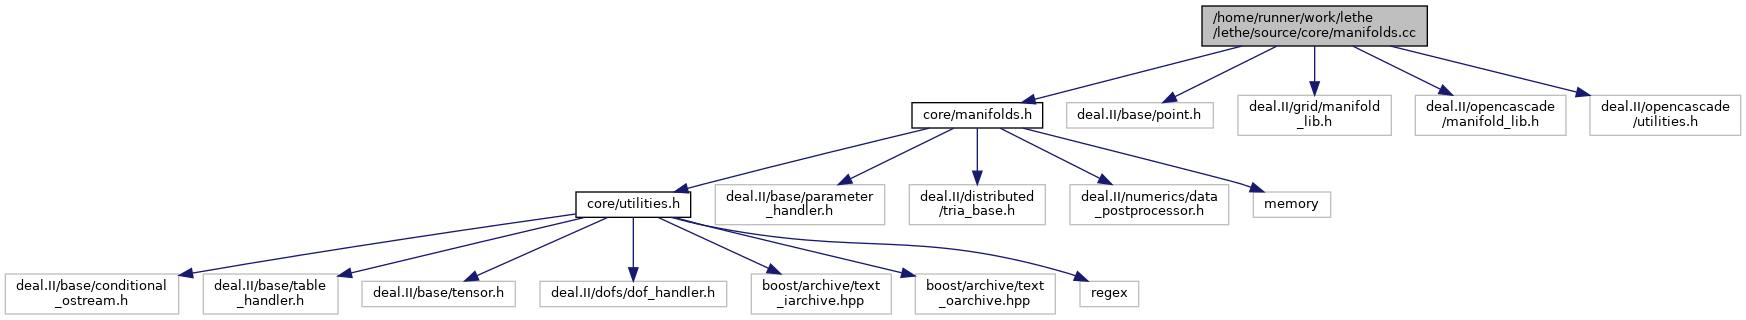 /home/runner/work/lethe
/lethe/source/core/manifolds.cc
core/manifolds.h
deal.II/base/point.h
deal.II/grid/manifold
_lib.h
deal.II/opencascade
/manifold_lib.h
deal.II/opencascade
/utilities.h
core/utilities.h
deal.II/base/parameter
_handler.h
deal.II/distributed
/tria_base.h
deal.II/numerics/data
_postprocessor.h
memory
deal.II/base/conditional
_ostream.h
deal.II/base/table
_handler.h
deal.II/base/tensor.h
deal.II/dofs/dof_handler.h
boost/archive/text
_iarchive.hpp
boost/archive/text
_oarchive.hpp
regex